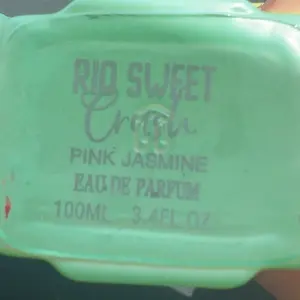 RIO SWEET
Crush
PINK JASMINE
EAU DE PARFUM
100ML 3.4FL.OZ